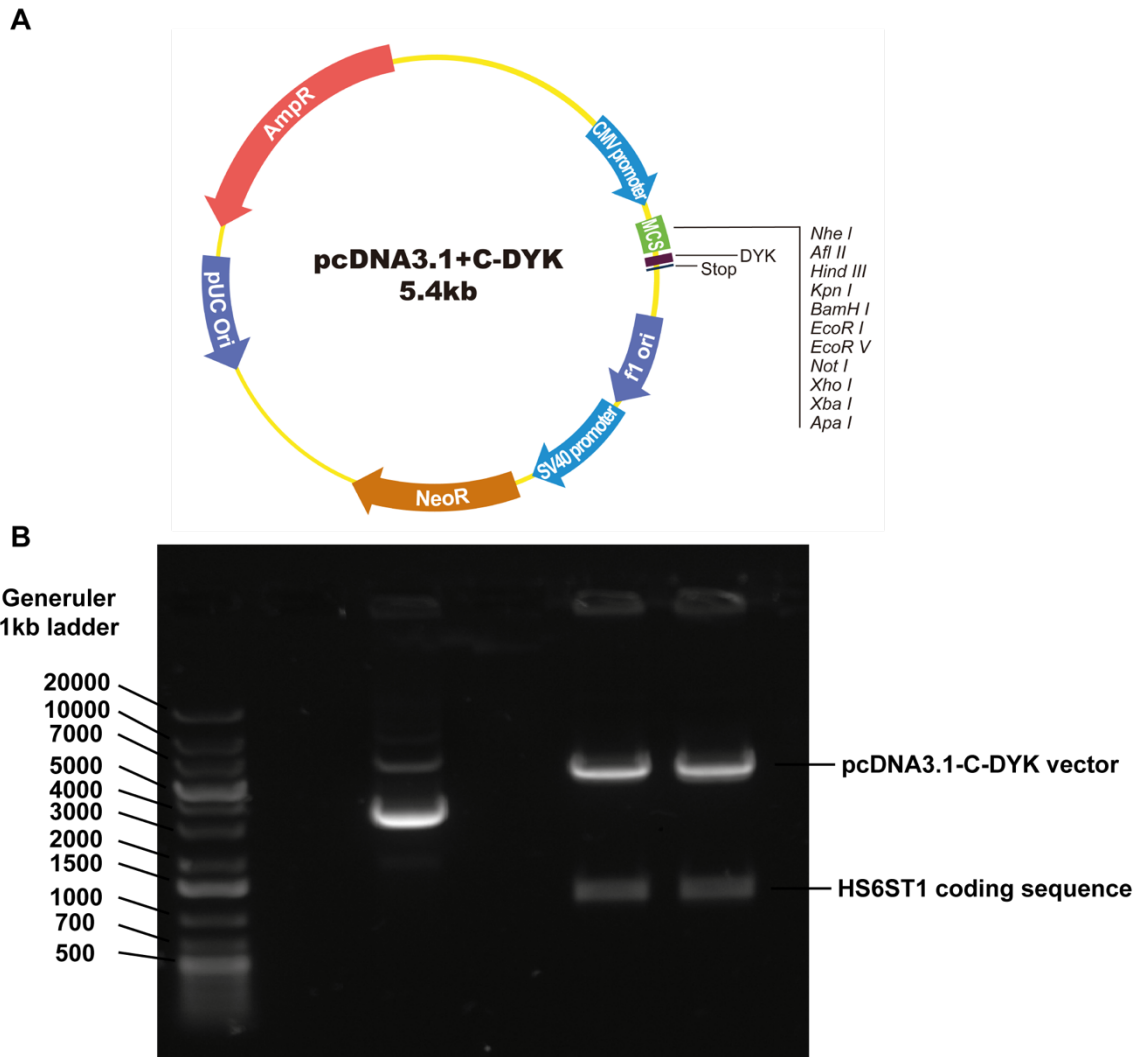 A
AmpR
CMV promoter
MCS
DYK
Stop
Nhe I
Afl II
Hind III
Kpn I
BamH I
EcoR I
EcoR V
Not I
Xho I
Xba I
Apa I
pcDNA3.1+C-DYK
5.4kb
pUC Ori
f1 ori
SV40 promoter
NeoR
B
Generuler
1kb ladder
20000
10000
7000
5000
4000
3000
2000
1500
1000
700
500
pcDNA3.1-C-DYK vector
HS6ST1 coding sequence